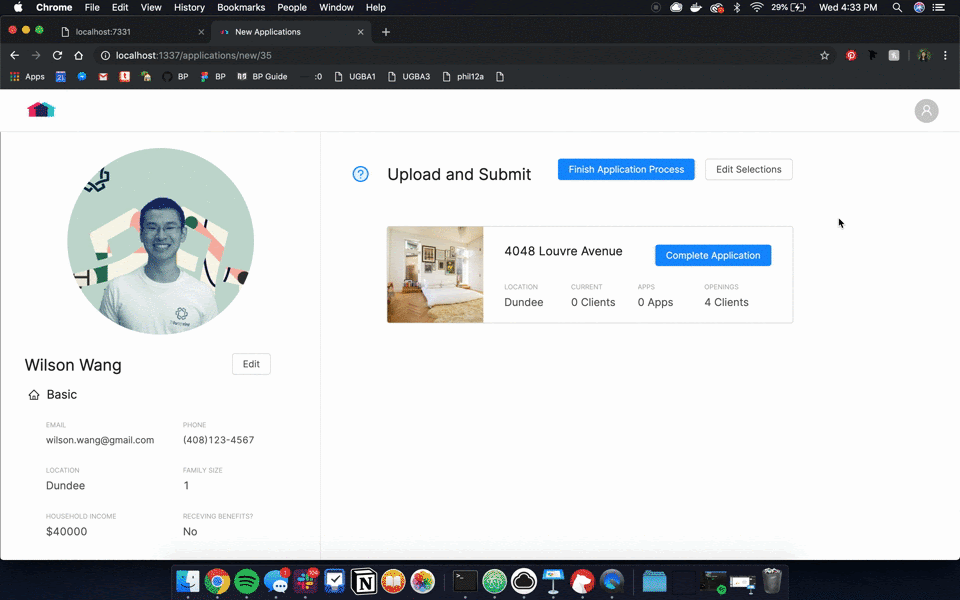 Chrome File Edit View History Bookmarks People Window Help 29% Wed 4:33 PM
localhost:7331 New Applications
localhost:1337/applications/new/35
Apps 21 BP BP BP Guide :0 UGBA1 UGBA3 phil12a
Upload and Submit Finish Application Process Edit Selections
4048 Louvre Avenue Complete Application
LOCATION CURRENT APPS OPENINGS
Dundee 0 Clients 0 Apps 4 Clients
Wilson Wang Edit
Basic
EMAIL PHONE
wilson.wang@gmail.com (408)123-4567
LOCATION FAMILY SIZE
Dundee 1
HOUSEHOLD INCOME RECEVING BENEFITS?
$40000 No
1 104